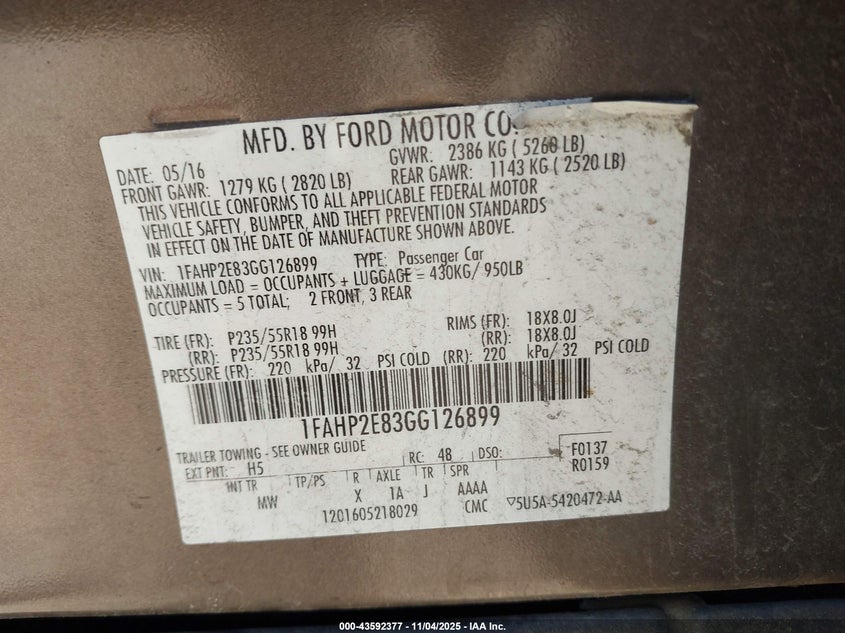 MFD. BY FORD MOTOR CO.
DATE: 05/16 GVWR: 2386 KG ( 5260 LB)
FRONT GAWR: 1279 KG ( 2820 LB) REAR GAWR: 1143 KG ( 2520 LB)
THIS VEHICLE CONFORMS TO ALL APPLICABLE FEDERAL MOTOR
VEHICLE SAFETY, BUMPER, AND THEFT PREVENTION STANDARDS
IN EFFECT ON THE DATE OF MANUFACTURE SHOWN ABOVE.
VIN: 1FAHP2E83GG126899 TYPE: Passenger Car
MAXIMUM LOAD = OCCUPANTS + LUGGAGE = 430KG/ 950LB
OCCUPANTS = 5 TOTAL; 2 FRONT, 3 REAR
TIRE (FR): P235/55R18 99H RIMS (FR): 18X8.0J
(RR): P235/55R18 99H (RR): 18X8.0J
PRESSURE (FR): 220 kPa/ 32 PSI COLD (RR): 220 kPa/ 32 PSI COLD
1FAHP2E83GG126899
TRAILER TOWING - SEE OWNER GUIDE
EXT PNT: H5 RC: 48 DSO: F0137
R0159
INT TR TP/PS R AXLE TR SPR
MW X 1A J AAAA
1201605218029 CMC ▽5U5A-5420472-AA
000-43592377 - 11/04/2025 - IAA Inc.